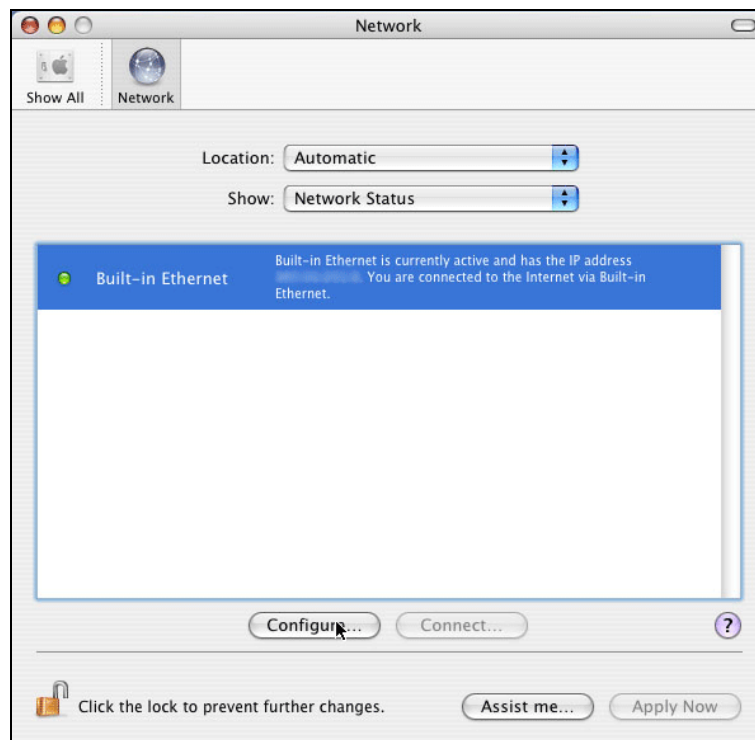 Network
Show All
Network
Location: Automatic
Show: Network Status
Built-in Ethernet
Built-in Ethernet is currently active and has the IP address
. You are connected to the Internet via Built-in
Ethernet.
Configure...
Connect...
?
Click the lock to prevent further changes.
Assist me...
Apply Now